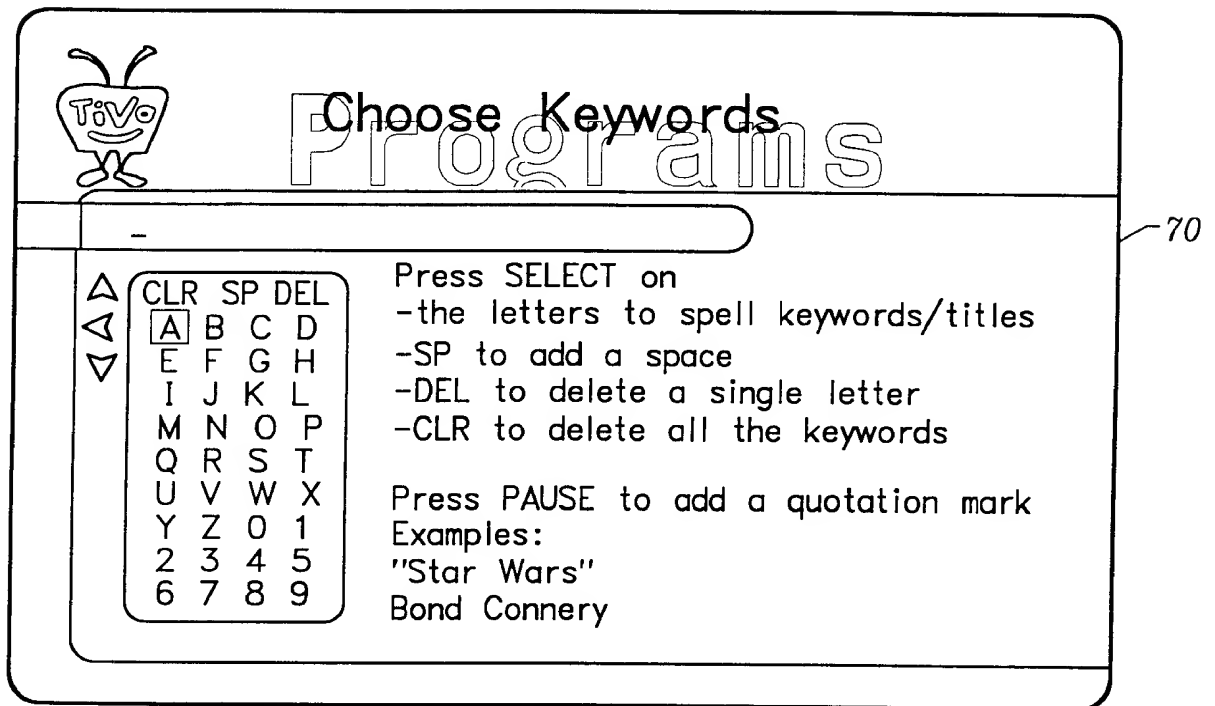 TiVo
Choose Keywords
Programs
_
70
CLR SP DEL
A B C D
E F G H
I J K L
M N O P
Q R S T
U V W X
Y Z 0 1
2 3 4 5
6 7 8 9
Press SELECT on
-the letters to spell keywords/titles
-SP to add a space
-DEL to delete a single letter
-CLR to delete all the keywords
Press PAUSE to add a quotation mark
Examples:
"Star Wars"
Bond Connery